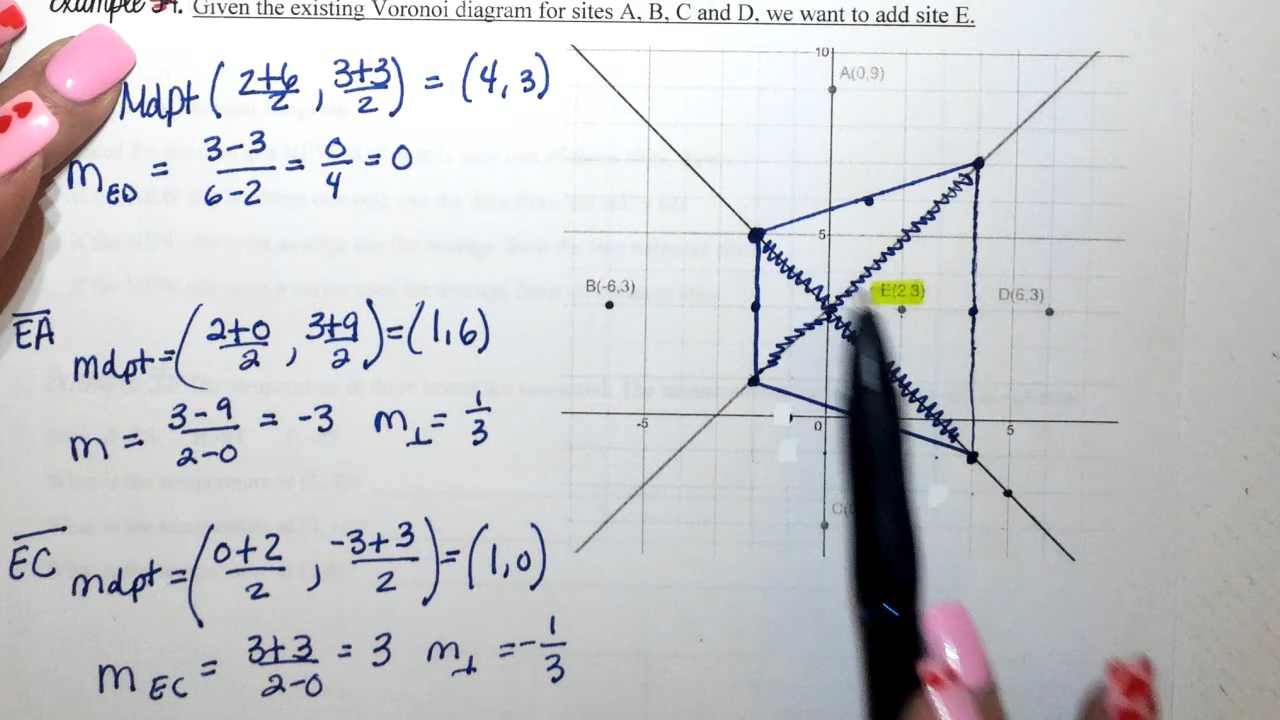 Example 24. Given the existing Voronoi diagram for sites A, B, C and D, we want to add site E.
Mdpt (2+6/2, 3+3/2) = (4, 3)
m ED = 3-3/6-2 = 0/4 = 0
EA mdpt = (2+0/2, 3+9/2) = (1, 6)
m = 3-9/2-0 = -3 m⊥ = 1/3
EC mdpt = (0+2/2, -3+3/2) = (1, 0)
m EC = 3+3/2-0 = 3 m⊥ = -1/3
10
A(0,9)
5
B(-6,3)
E(2,3)
D(6,3)
-5
0
5